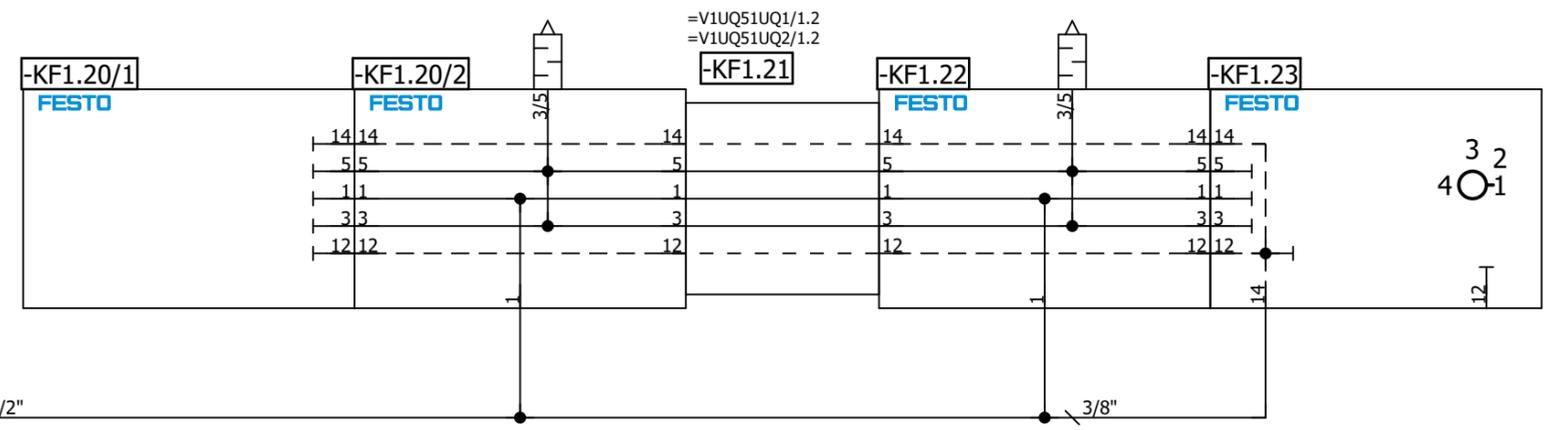 =V1UQ51UQ1/1.2
=V1UQ51UQ2/1.2
-KF1.20/1 -KF1.20/2 -KF1.21 -KF1.22 -KF1.23
FESTO FESTO FESTO FESTO
3/5 3/5
14 14 14 14 14 14
5 5 5 5 5 5
1 1 1 1 1 1
3 3 3 3 3 3
12 12 12 12 12 12
3 2
4 1
1 1 14 12
/2" 3/8"